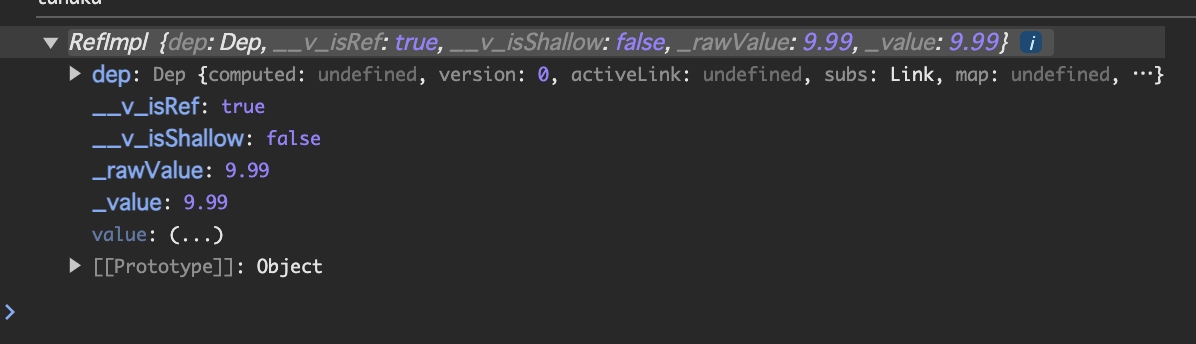 tanaka
▼ RefImpl {dep: Dep, __v_isRef: true, __v_isShallow: false, _rawValue: 9.99, _value: 9.99} i
▶ dep: Dep {computed: undefined, version: 0, activeLink: undefined, subs: Link, map: undefined, …}
__v_isRef: true
__v_isShallow: false
_rawValue: 9.99
_value: 9.99
value: (...)
▶ [[Prototype]]: Object
>